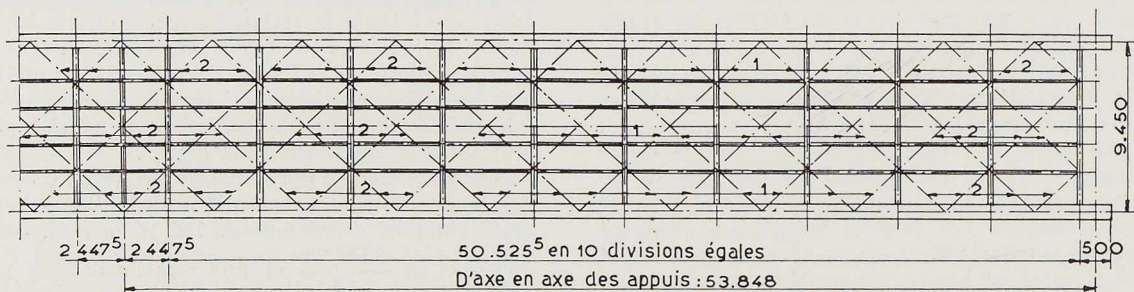 2 2 1 2
2 2 1 2
2 2 1 2
9.450
2 447⁵ 2 447⁵ 50.525⁵ en 10 divisions égales 500
D'axe en axe des appuis : 53.848